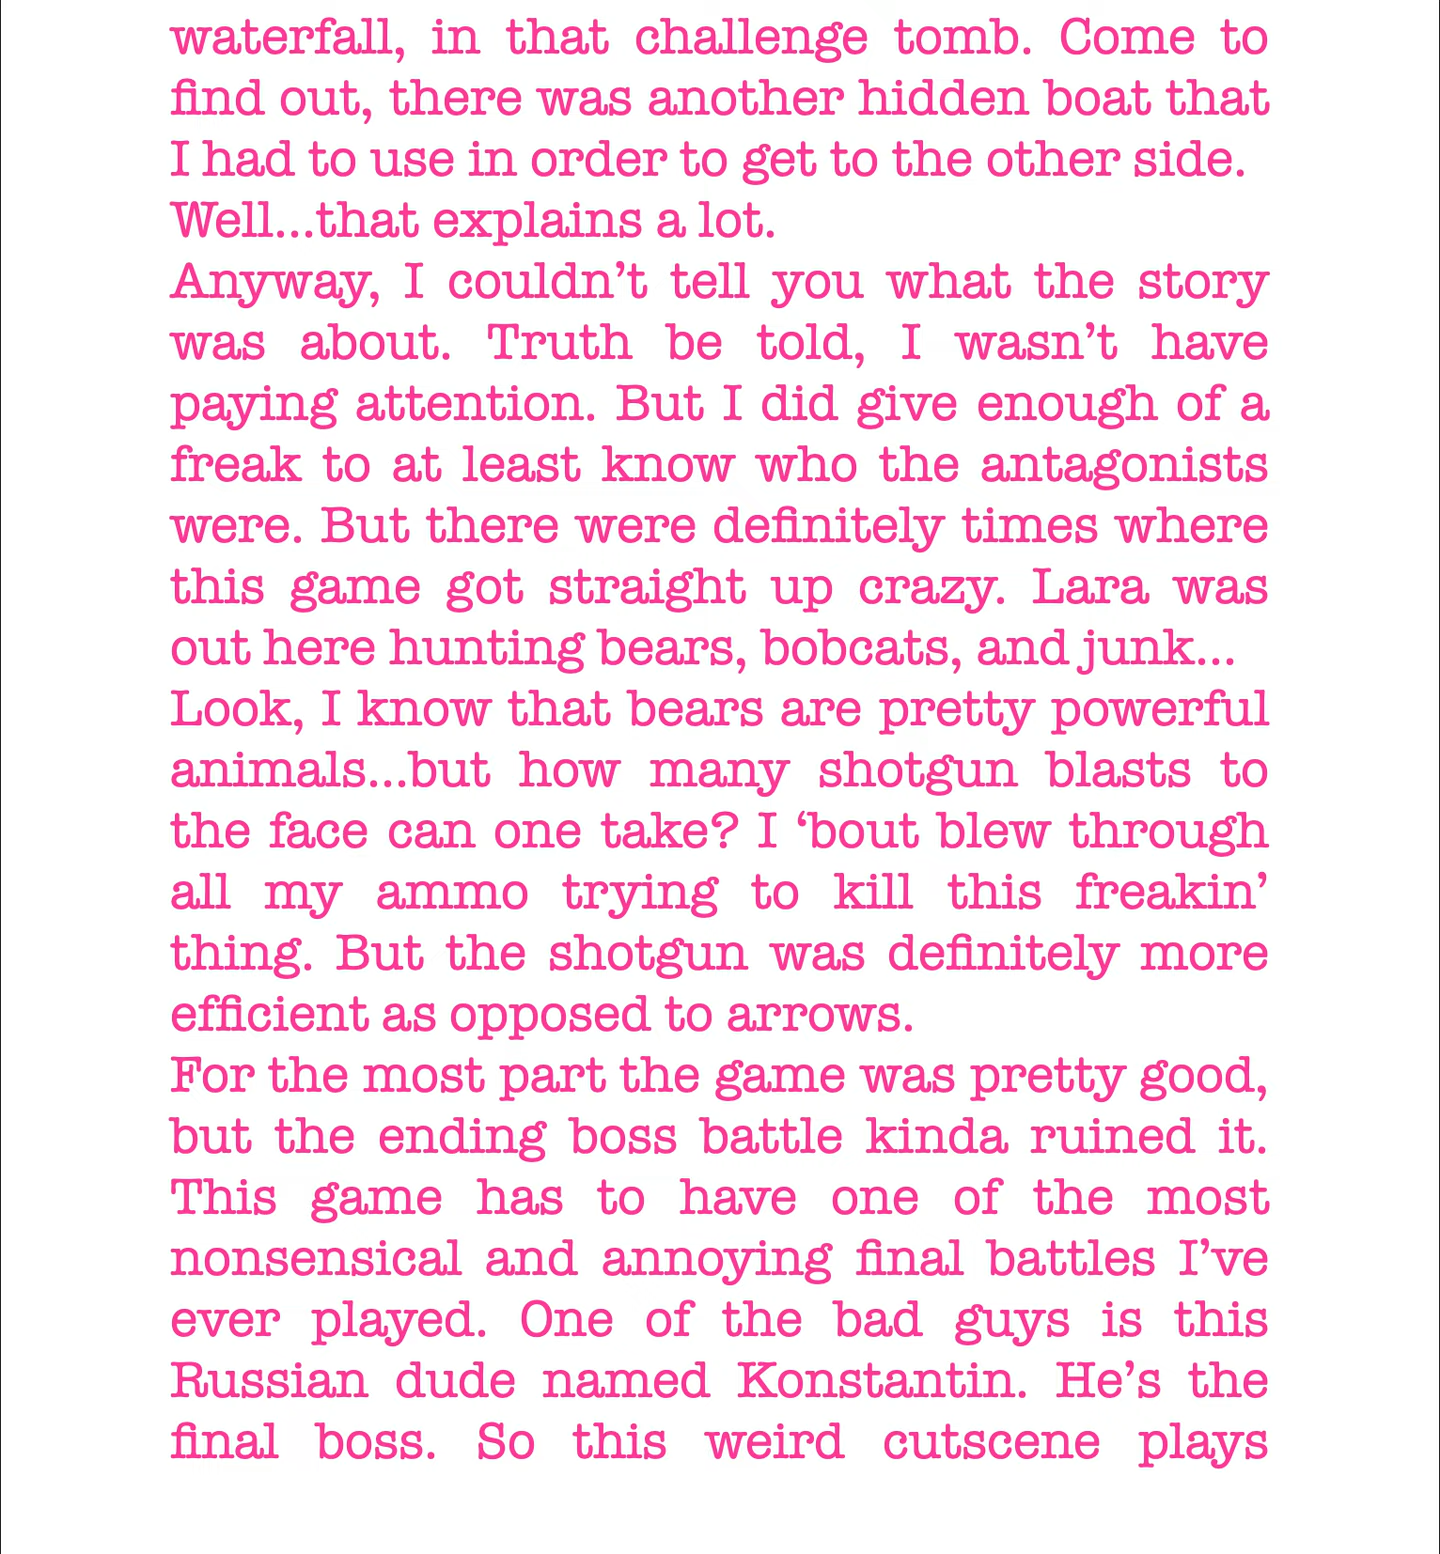 waterfall, in that challenge tomb. Come to
find out, there was another hidden boat that
I had to use in order to get to the other side.
Well...that explains a lot.
Anyway, I couldn’t tell you what the story
was about. Truth be told, I wasn’t have
paying attention. But I did give enough of a
freak to at least know who the antagonists
were. But there were definitely times where
this game got straight up crazy. Lara was
out here hunting bears, bobcats, and junk...
Look, I know that bears are pretty powerful
animals...but how many shotgun blasts to
the face can one take? I ‘bout blew through
all my ammo trying to kill this freakin’
thing. But the shotgun was definitely more
efficient as opposed to arrows.
For the most part the game was pretty good,
but the ending boss battle kinda ruined it.
This game has to have one of the most
nonsensical and annoying final battles I’ve
ever played. One of the bad guys is this
Russian dude named Konstantin. He’s the
final boss. So this weird cutscene plays